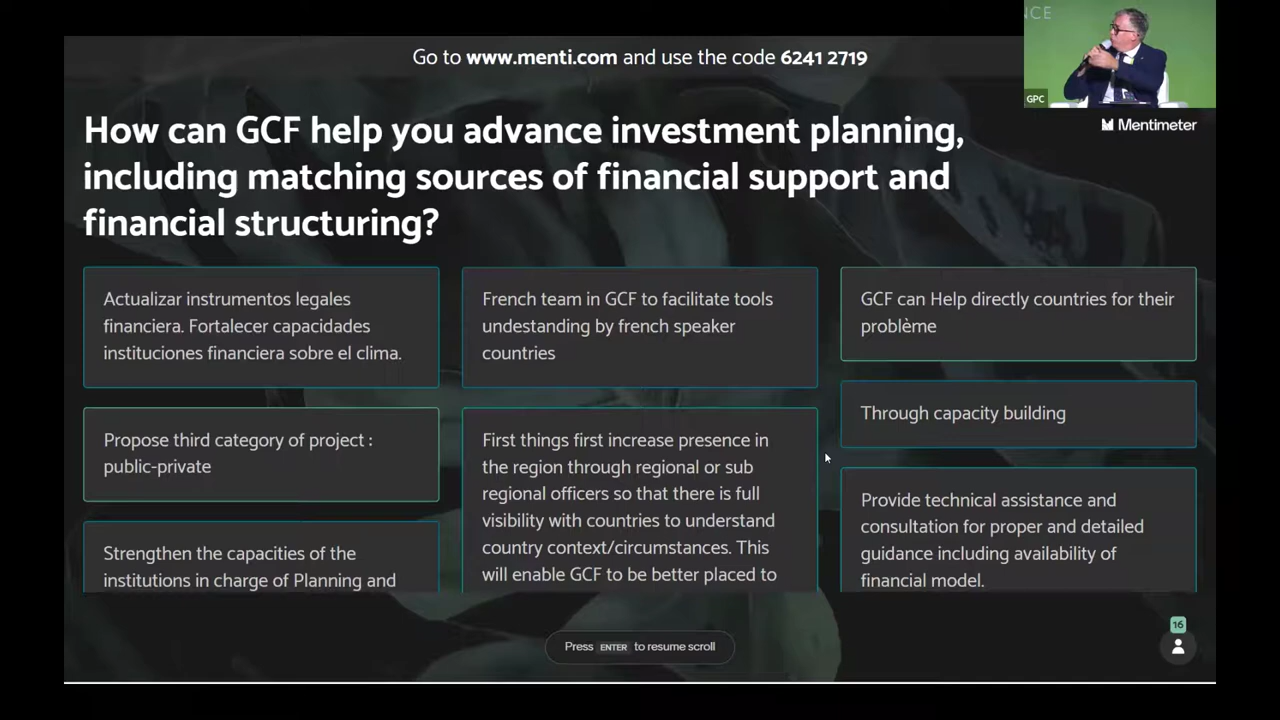 NCE
Go to www.menti.com and use the code 6241 2719
GPC
Mentimeter
How can GCF help you advance investment planning,
including matching sources of financial support and
financial structuring?
Actualizar instrumentos legales
financiera. Fortalecer capacidades
instituciones financiera sobre el clima.
Propose third category of project :
public-private
Strengthen the capacities of the
institutions in charge of Planning and
French team in GCF to facilitate tools
undestanding by french speaker
countries
First things first increase presence in
the region through regional or sub
regional officers so that there is full
visibility with countries to understand
country context/circumstances. This
will enable GCF to be better placed to
GCF can Help directly countries for their
problème
Through capacity building
Provide technical assistance and
consultation for proper and detailed
guidance including availability of
financial model.
Press ENTER to resume scroll
16